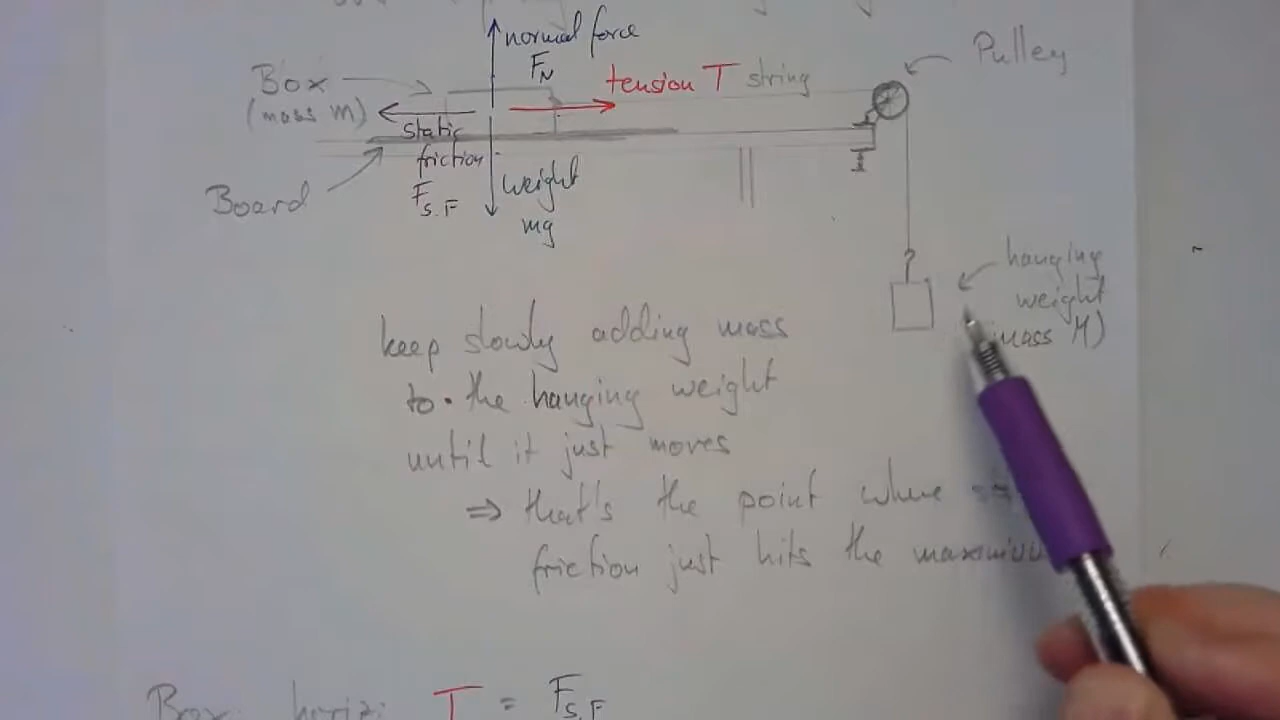 normal force
F_N
Box
(mass m)
tension T string
Pulley
static
friction
F_S.F
Board
weight
mg
hanging
weight
mass M)
keep slowly adding mass
to the hanging weight
until it just moves
⇒ that's the point where
friction just hits the
Box horiz: T = F_S.F